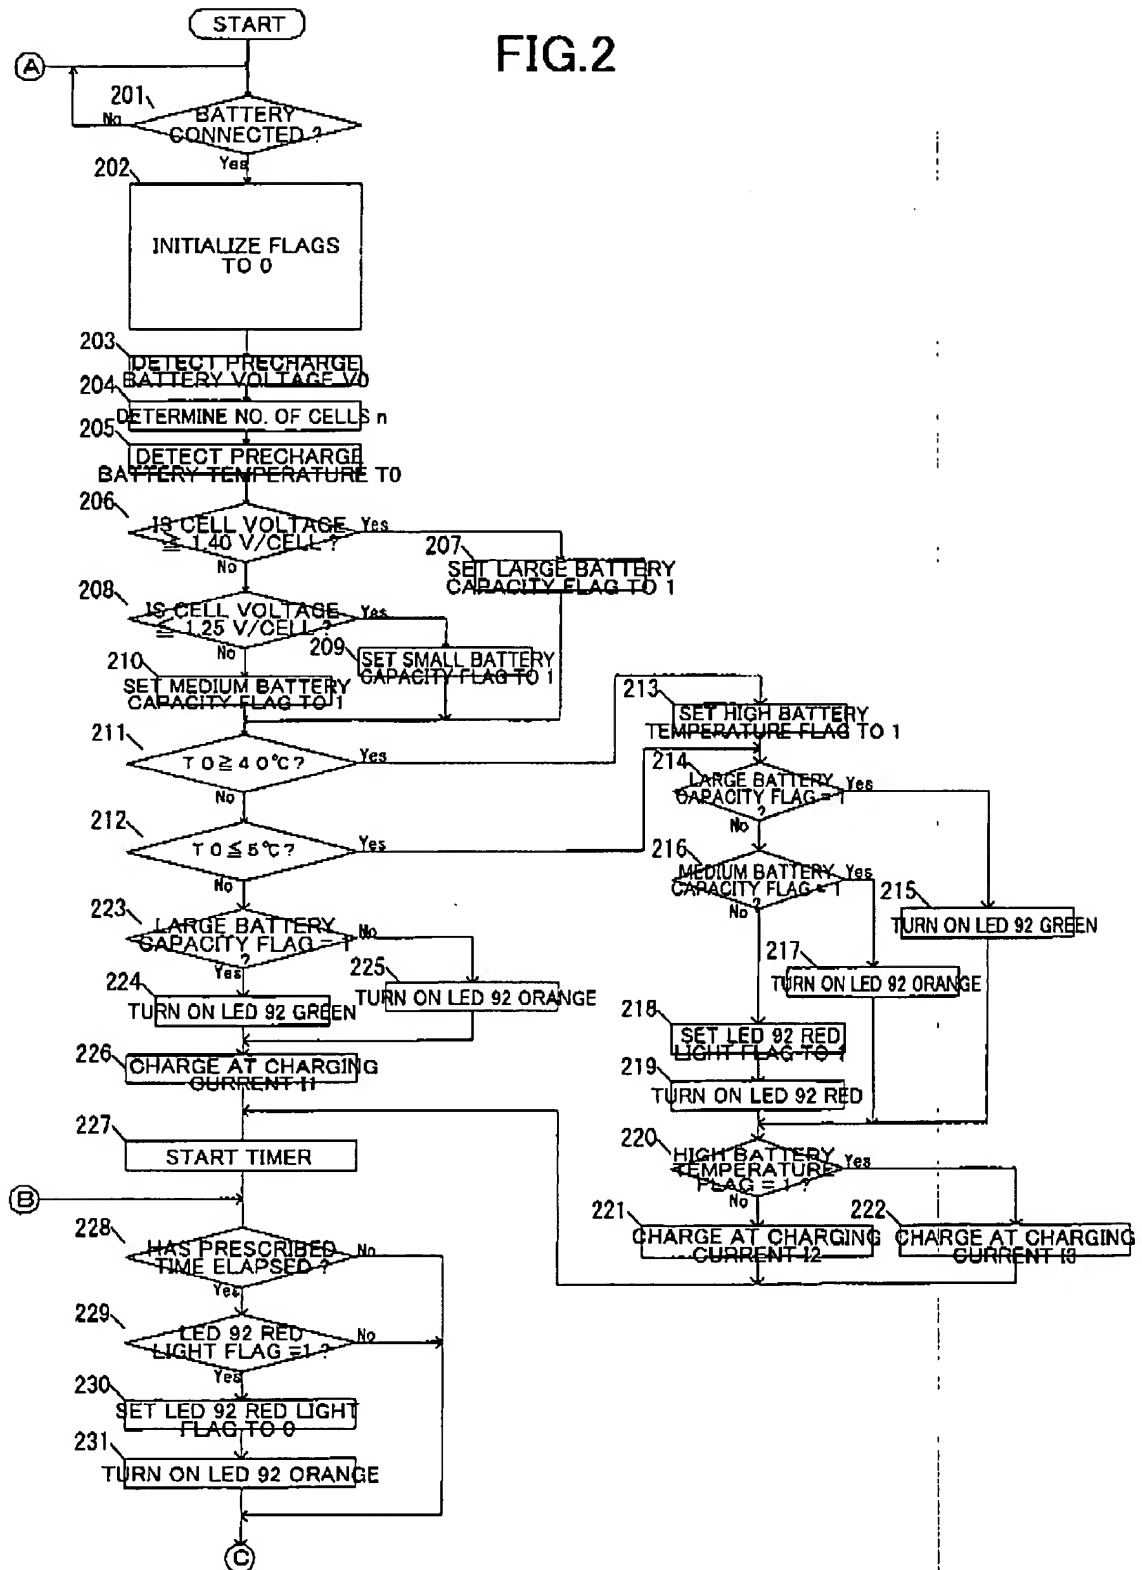 START
FIG.2
A
201
BATTERY
CONNECTED ?
No
Yes
202
INITIALIZE FLAGS
TO 0
203
DETECT PRECHARGE
BATTERY VOLTAGE V0
204
DETERMINE NO. OF CELLS n
205
DETECT PRECHARGE
BATTERY TEMPERATURE T0
206
IS CELL VOLTAGE
≦ 1.40 V/CELL ?
Yes
No
207
SET LARGE BATTERY
CAPACITY FLAG TO 1
208
IS CELL VOLTAGE
≦ 1.25 V/CELL ?
Yes
No
209
SET SMALL BATTERY
CAPACITY FLAG TO 1
210
SET MEDIUM BATTERY
CAPACITY FLAG TO 1
211
T0≧40℃?
Yes
No
212
T0≦5℃?
Yes
No
213
SET HIGH BATTERY
TEMPERATURE FLAG TO 1
214
LARGE BATTERY
CAPACITY FLAG = 1
?
Yes
No
215
TURN ON LED 92 GREEN
216
MEDIUM BATTERY
CAPACITY FLAG = 1
?
Yes
No
217
TURN ON LED 92 ORANGE
218
SET LED 92 RED
LIGHT FLAG TO 1
219
TURN ON LED 92 RED
220
HIGH BATTERY
TEMPERATURE
FLAG = 1 ?
Yes
No
221
CHARGE AT CHARGING
CURRENT I2
222
CHARGE AT CHARGING
CURRENT I3
223
LARGE BATTERY
CAPACITY FLAG = 1
?
No
Yes
224
TURN ON LED 92 GREEN
225
TURN ON LED 92 ORANGE
226
CHARGE AT CHARGING
CURRENT I1
227
START TIMER
B
228
HAS PRESCRIBED
TIME ELAPSED ?
No
Yes
229
LED 92 RED
LIGHT FLAG =1 ?
No
Yes
230
SET LED 92 RED LIGHT
FLAG TO 0
231
TURN ON LED 92 ORANGE
C